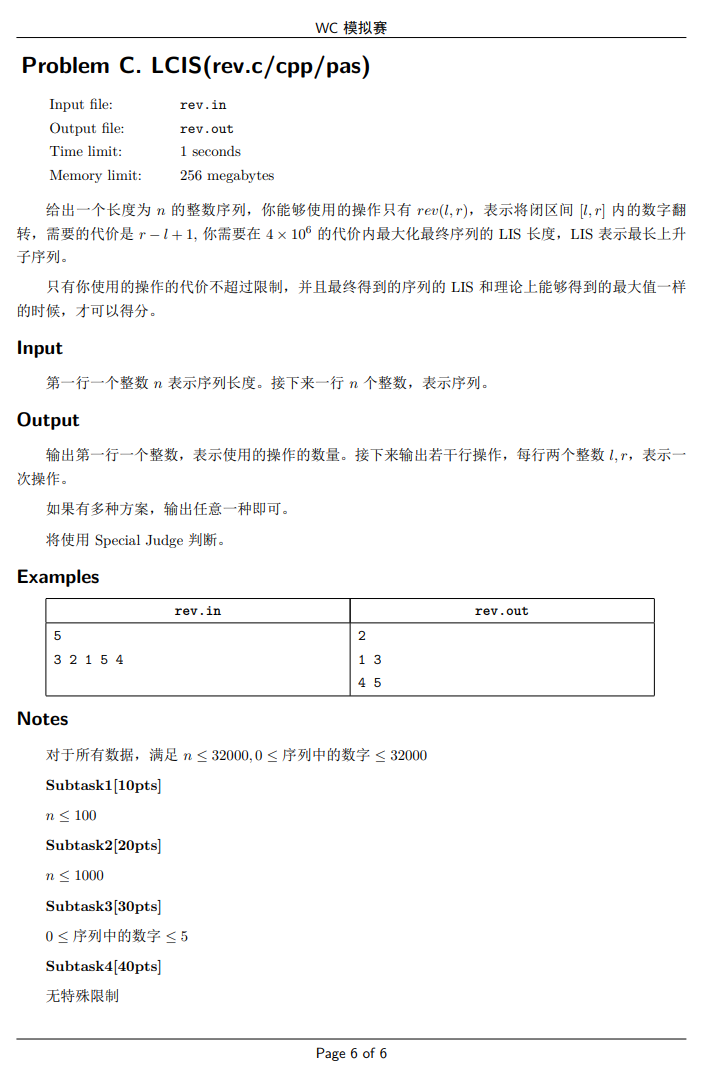 WC 模拟赛
Problem C. LCIS(rev.c/cpp/pas)
Input file: rev.in
Output file: rev.out
Time limit: 1 seconds
Memory limit: 256 megabytes
给出一个长度为 n 的整数序列，你能够使用的操作只有 rev(l, r)，表示将闭区间 [l, r] 内的数字翻
转，需要的代价是 r − l + 1, 你需要在 4 × 10⁶ 的代价内最大化最终序列的 LIS 长度，LIS 表示最长上升
子序列。
只有你使用的操作的代价不超过限制，并且最终得到的序列的 LIS 和理论上能够得到的最大值一样
的时候，才可以得分。
Input
第一行一个整数 n 表示序列长度。接下来一行 n 个整数，表示序列。
Output
输出第一行一个整数，表示使用的操作的数量。接下来输出若干行操作，每行两个整数 l, r，表示一
次操作。
如果有多种方案，输出任意一种即可。
将使用 Special Judge 判断。
Examples
rev.in rev.out
5 2
3 2 1 5 4 1 3
4 5
Notes
对于所有数据，满足 n ≤ 32000, 0 ≤ 序列中的数字 ≤ 32000
Subtask1[10pts]
n ≤ 100
Subtask2[20pts]
n ≤ 1000
Subtask3[30pts]
0 ≤ 序列中的数字 ≤ 5
Subtask4[40pts]
无特殊限制
Page 6 of 6